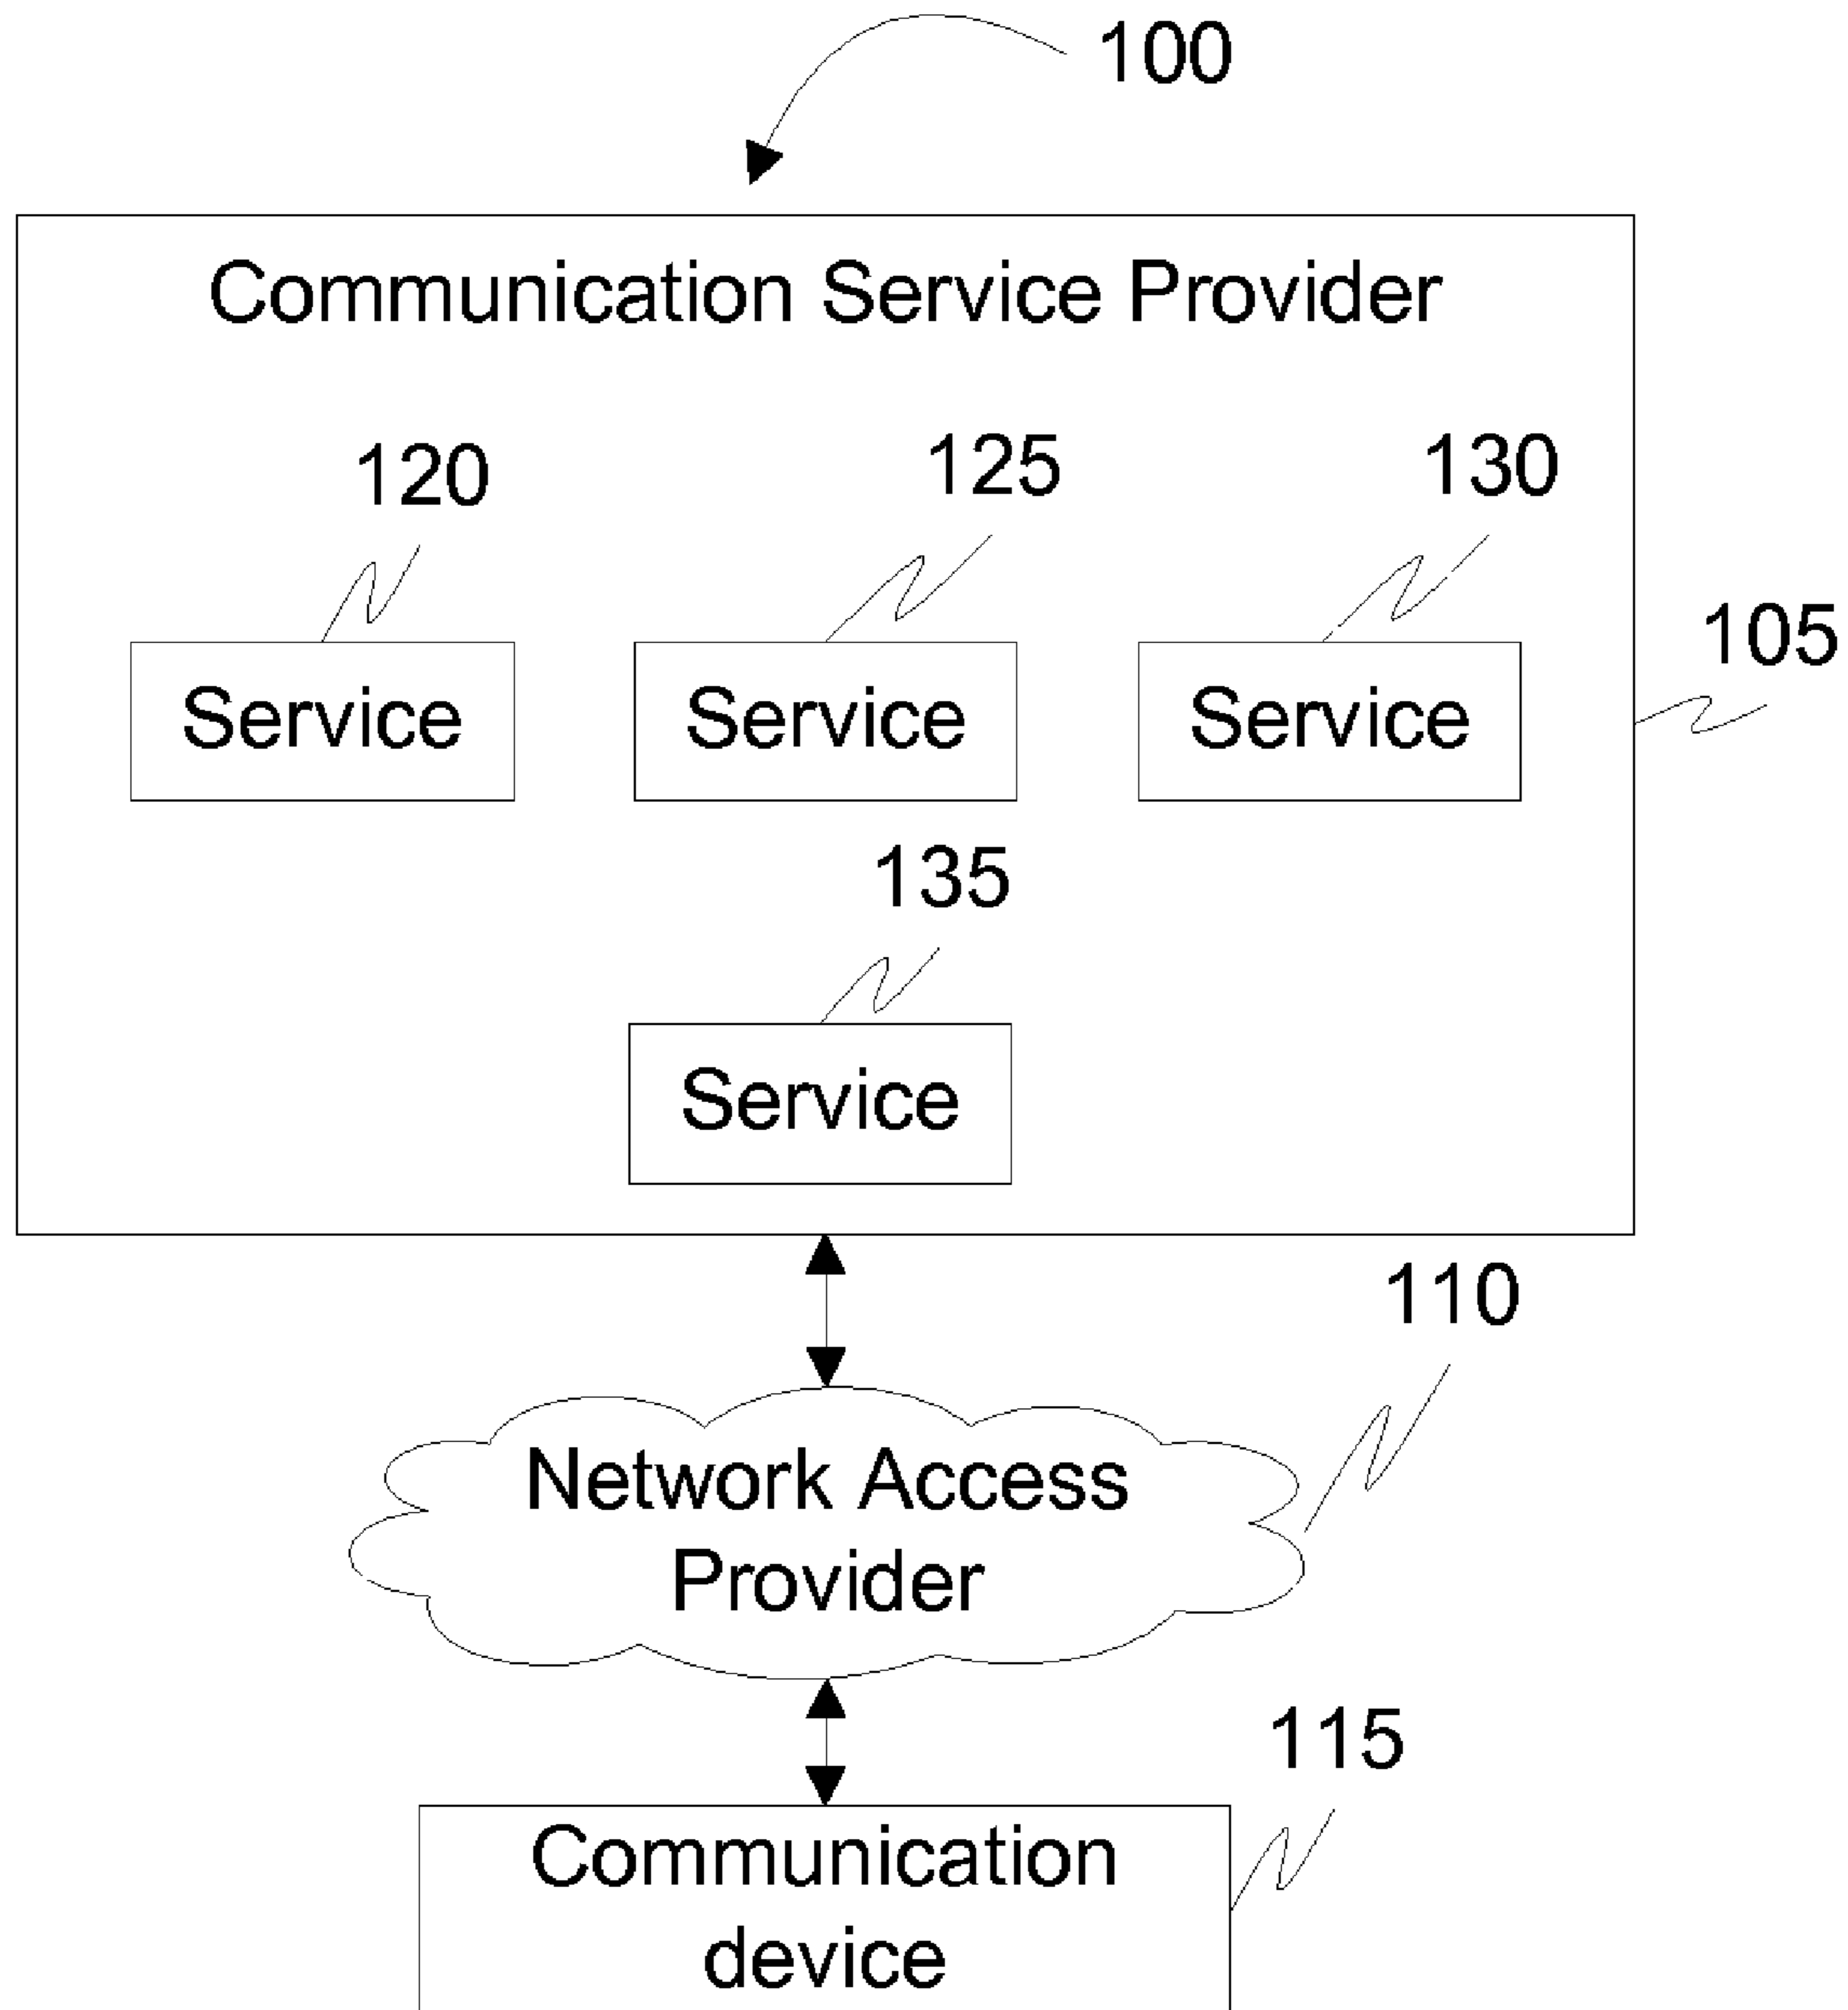 100
Communication Service Provider
120
125
130
105
Service
Service
Service
135
Service
110
Network Access
Provider
115
Communication
device